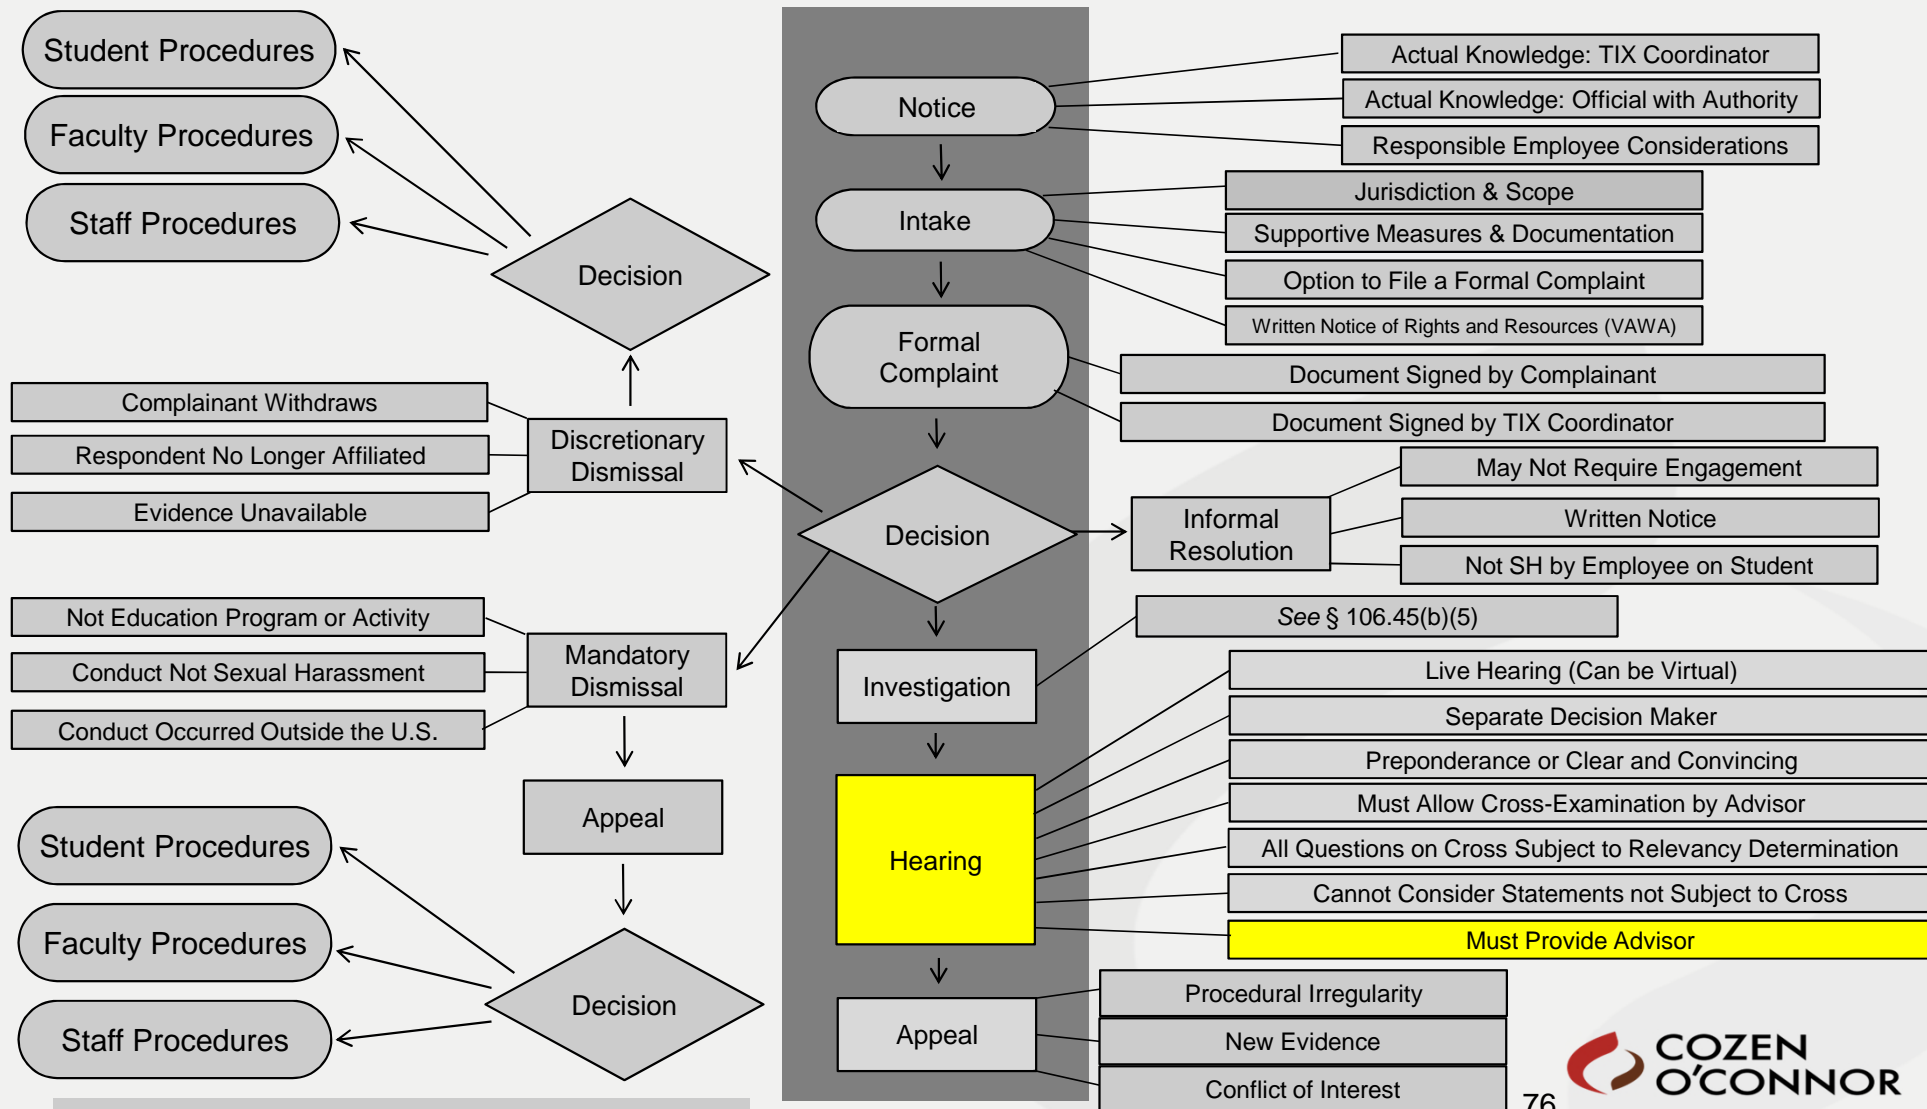 Student Procedures
Faculty Procedures
Staff Procedures
Decision
Complainant Withdraws
Respondent No Longer Affiliated
Evidence Unavailable
Discretionary
Dismissal
Not Education Program or Activity
Conduct Not Sexual Harassment
Conduct Occurred Outside the U.S.
Mandatory
Dismissal
Appeal
Student Procedures
Faculty Procedures
Staff Procedures
Decision
Notice
Intake
Formal
Complaint
Decision
Investigation
Hearing
Appeal
Actual Knowledge: TIX Coordinator
Actual Knowledge: Official with Authority
Responsible Employee Considerations
Jurisdiction & Scope
Supportive Measures & Documentation
Option to File a Formal Complaint
Written Notice of Rights and Resources (VAWA)
Document Signed by Complainant
Document Signed by TIX Coordinator
Informal
Resolution
May Not Require Engagement
Written Notice
Not SH by Employee on Student
See § 106.45(b)(5)
Live Hearing (Can be Virtual)
Separate Decision Maker
Preponderance or Clear and Convincing
Must Allow Cross-Examination by Advisor
All Questions on Cross Subject to Relevancy Determination
Cannot Consider Statements not Subject to Cross
Must Provide Advisor
Procedural Irregularity
New Evidence
Conflict of Interest
76
COZEN
O'CONNOR